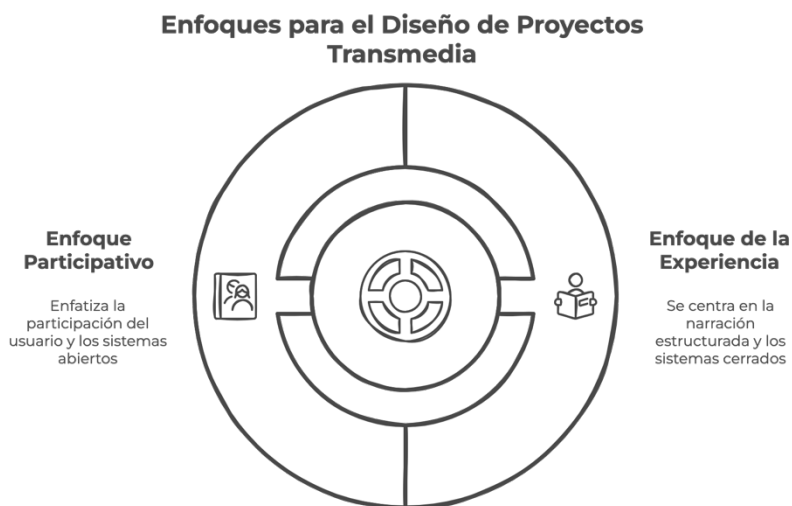 Enfoques para el Diseño de Proyectos
Transmedia
Enfoque
Participativo
Enfatiza la
participación del
usuario y los sistemas
abiertos
Enfoque de la
Experiencia
Se centra en la
narración
estructurada y los
sistemas cerrados